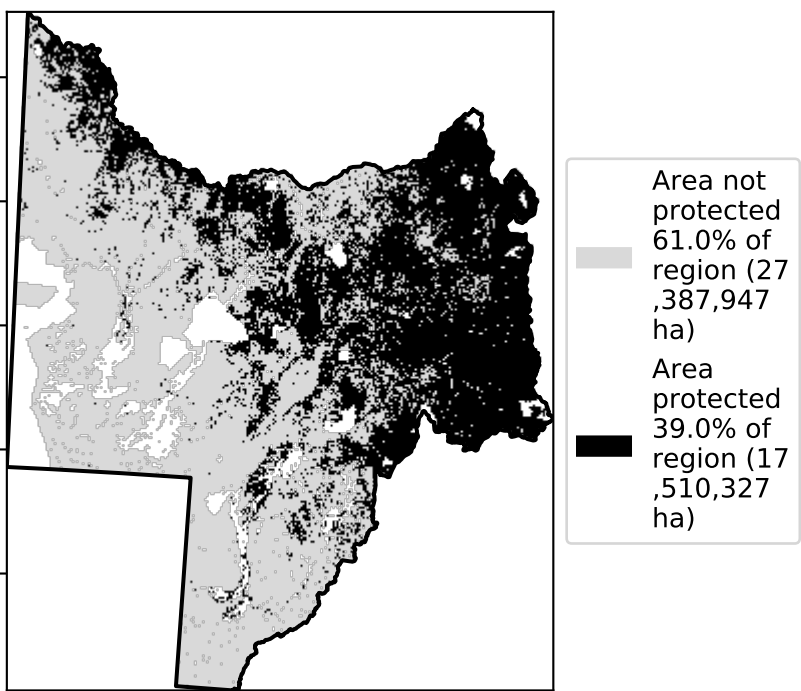 Area not
protected
61.0% of
region (27
,387,947
ha)
Area
protected
39.0% of
region (17
,510,327
ha)